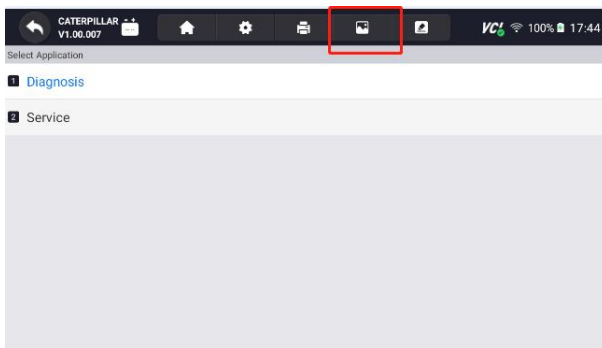 CATERPILLAR
V1.00.007
VCI 100% 17:44
Select Application
1 Diagnosis
2 Service